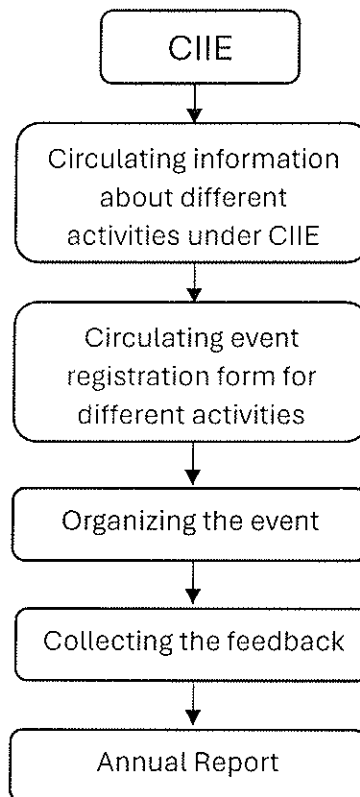 CIIE
Circulating information
about different
activities under CIIE
Circulating event
registration form for
different activities
Organizing the event
Collecting the feedback
Annual Report